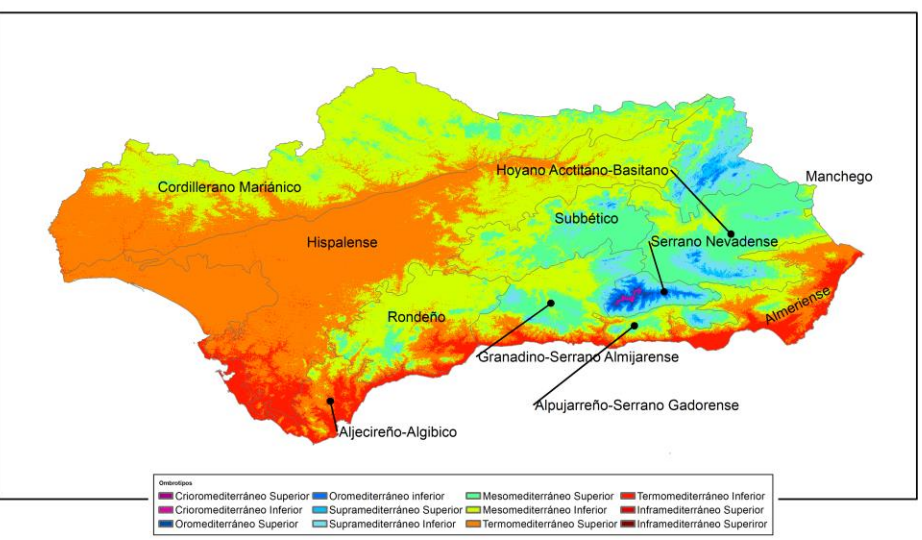 Hoyano Acctitano-Basitano
Manchego
Cordillerano Mariánico
Subbético
Hispalense
Serrano Nevadense
Almeriense
Rondeño
Granadino-Serrano Almijarense
Alpujarreño-Serrano Gadorense
Aljecireño-Algibico
Ombrotipos
Crioromediterráneo Superior Oromediterráneo inferior Mesomediterráneo Superior Termomediterráneo Inferior
Crioromediterráneo Inferior Supramediterráneo Superior Mesomediterráneo Inferior Inframediterráneo Superior
Oromediterráneo Superior Supramediterráneo Inferior Termomediterráneo Superior Inframediterráneo Superiror